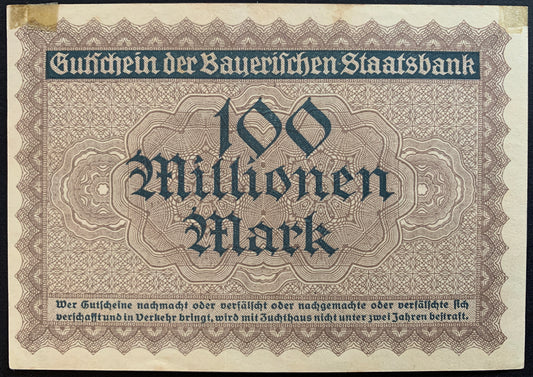 Gutschein der Bayerischen Staatsbank
100
Millionen
Mark
Wer Gutscheine nachmacht oder verfälscht oder nachgemachte oder verfälschte sich
verschafft und in Verkehr bringt, wird mit Zuchthaus nicht unter zwei Jahren bestraft.